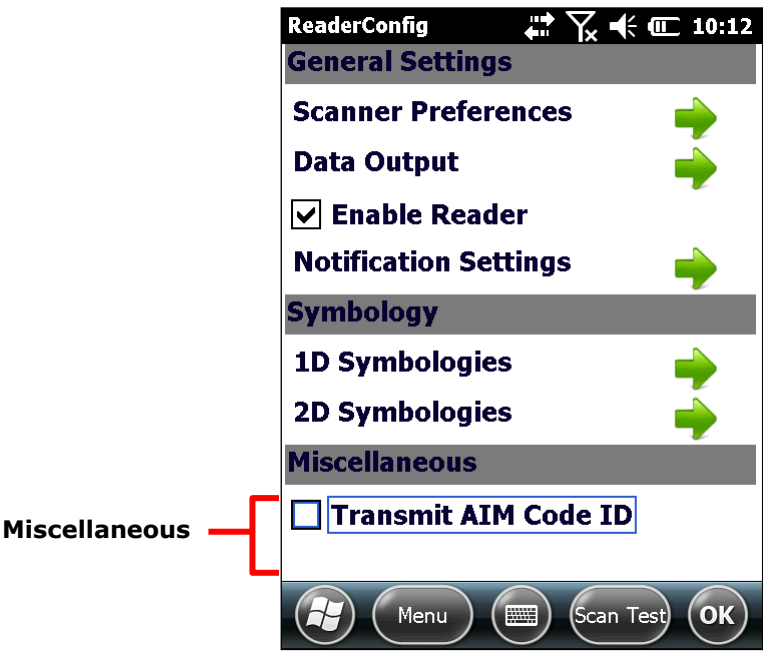 ReaderConfig 10:12
General Settings
Scanner Preferences
Data Output
Enable Reader
Notification Settings
Symbology
1D Symbologies
2D Symbologies
Miscellaneous
Transmit AIM Code ID
Miscellaneous
Menu Scan Test OK